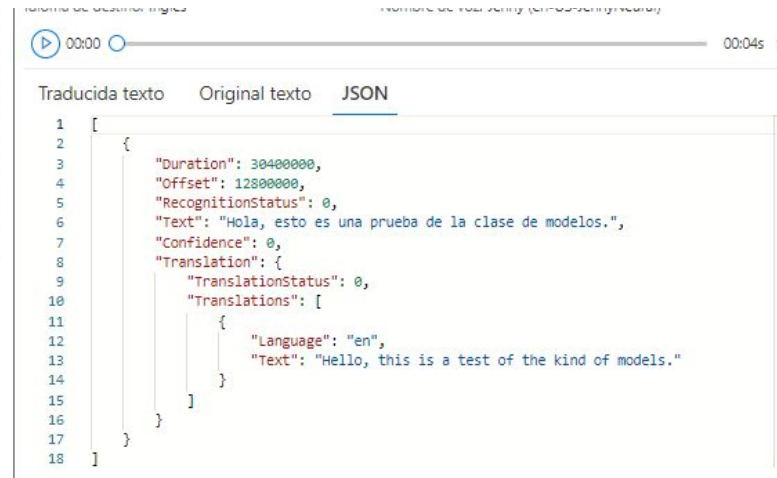 00:00 00:04s
Traducida texto Original texto JSON
1 [
2 {
3 "Duration": 30400000,
4 "Offset": 12800000,
5 "RecognitionStatus": 0,
6 "Text": "Hola, esto es una prueba de la clase de modelos.",
7 "Confidence": 0,
8 "Translation": {
9 "TranslationStatus": 0,
10 "Translations": [
11 {
12 "Language": "en",
13 "Text": "Hello, this is a test of the kind of models."
14 }
15 ]
16 }
17 }
18 ]